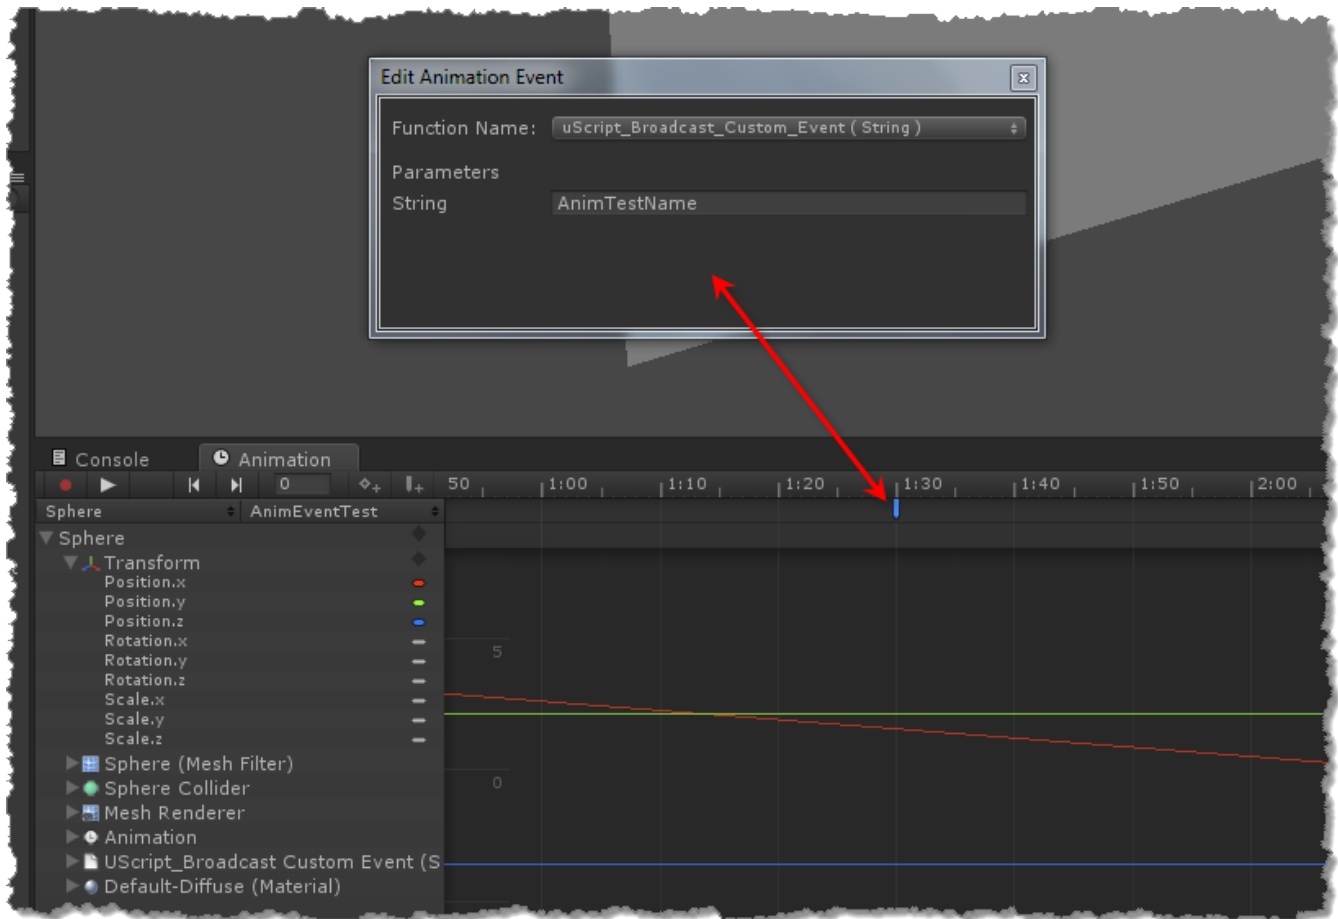 Edit Animation Event
Function Name: uScript_Broadcast_Custom_Event ( String )
Parameters
String AnimTestName
Console Animation
0 50 1:00 1:10 1:20 1:30 1:40 1:50 2:00
Sphere AnimEventTest
Sphere
Transform
Position.x
Position.y
Position.z
Rotation.x
5
Rotation.y
Rotation.z
Scale.x
Scale.y
Scale.z
Sphere (Mesh Filter)
0
Sphere Collider
Mesh Renderer
Animation
UScript_Broadcast Custom Event (S
Default-Diffuse (Material)